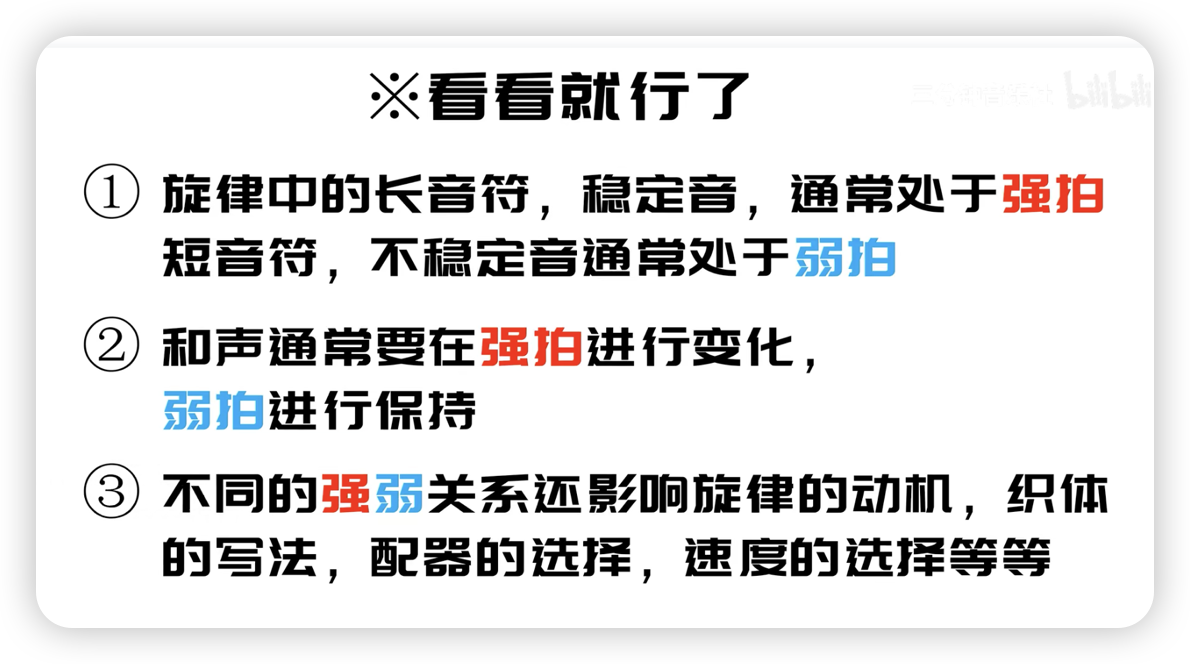 ※看看就行了
bilibili
① 旋律中的长音符，稳定音，通常处于强拍
短音符，不稳定音通常处于弱拍
② 和声通常要在强拍进行变化，
弱拍进行保持
③ 不同的强弱关系还影响旋律的动机，织体
的写法，配器的选择，速度的选择等等